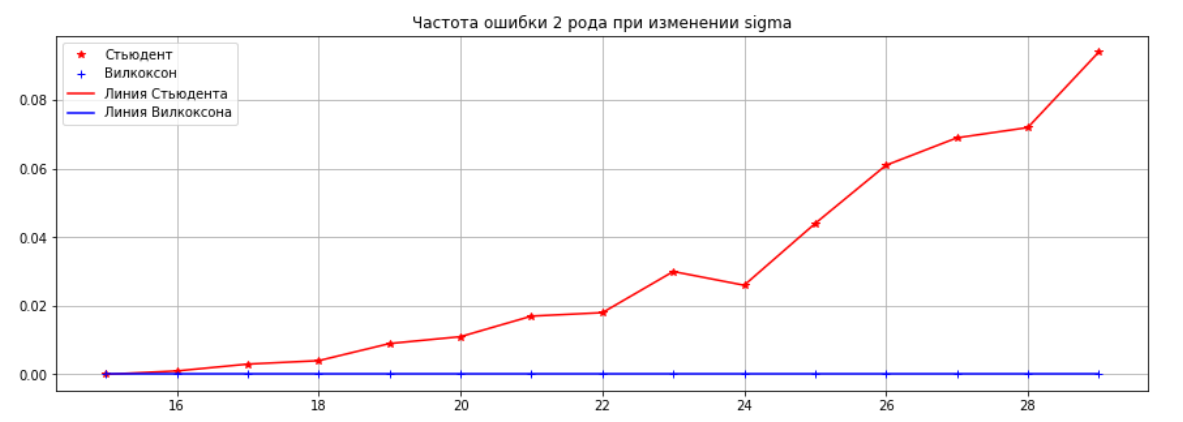 Частота ошибки 2 рода при изменении sigma
Стьюдент
Вилкоксон
Линия Стьюдента
Линия Вилкоксона
0.08
0.06
0.04
0.02
0.00
16 18 20 22 24 26 28